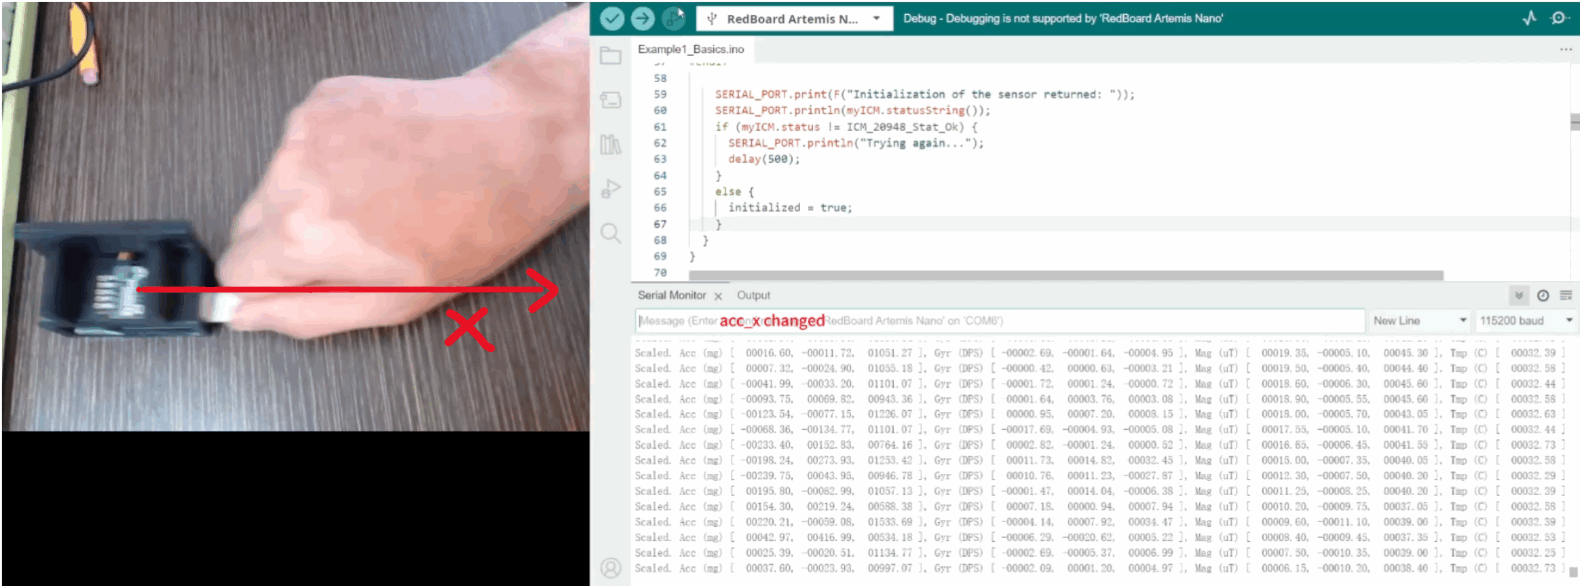 RedBoard Artemis N...
Debug - Debugging is not supported by 'RedBoard Artemis Nano'
Example1_Basics.ino
58
59 SERIAL_PORT.print(F("Initialization of the sensor returned: "));
60 SERIAL_PORT.println(myICM.statusString());
61 if (myICM.status != ICM_20948_Stat_Ok) {
62 SERIAL_PORT.println("Trying again...");
63 delay(500);
64 }
65 else {
66 initialized = true;
67 }
68 }
69 }
70
Serial Monitor × Output
Message (Enter acc_x changed RedBoard Artemis Nano' on 'COM6')
New Line 115200 baud
Scaled. Acc (mg) [ 00016.60, -00011.72, 01051.27 ], Gyr (DPS) [ -00002.69, -00001.64, -00004.95 ], Mag (uT) [ 00019.35, -00005.10, 00045.30 ], Tmp (C) [ 00032.39
Scaled. Acc (mg) [ 00007.32, -00024.90, 01055.18 ], Gyr (DPS) [ -00000.42, 00000.63, -00003.21 ], Mag (uT) [ 00019.50, -00005.40, 00044.40 ], Tmp (C) [ 00032.58
Scaled. Acc (mg) [ -00041.99, -00033.20, 01101.07 ], Gyr (DPS) [ -00001.72, 00001.24, -00000.72 ], Mag (uT) [ 00018.60, -00006.30, 00045.60 ], Tmp (C) [ 00032.44
Scaled. Acc (mg) [ -00093.75, 00069.82, 00943.36 ], Gyr (DPS) [ -00001.64, 00003.76, 00003.08 ], Mag (uT) [ 00018.90, -00005.55, 00045.60 ], Tmp (C) [ 00032.58
Scaled. Acc (mg) [ -00123.54, -00077.15, 01226.07 ], Gyr (DPS) [ 00000.95, 00007.20, 00008.15 ], Mag (uT) [ 00018.00, -00005.70, 00043.05 ], Tmp (C) [ 00032.63
Scaled. Acc (mg) [ -00068.36, -00134.77, 01101.07 ], Gyr (DPS) [ -00017.69, -00004.93, -00005.08 ], Mag (uT) [ 00017.55, -00005.10, 00041.70 ], Tmp (C) [ 00032.44
Scaled. Acc (mg) [ -00233.40, 00152.83, 00764.16 ], Gyr (DPS) [ 00002.82, -00001.24, 00000.52 ], Mag (uT) [ 00016.65, -00006.45, 00041.55 ], Tmp (C) [ 00032.73
Scaled. Acc (mg) [ -00198.24, 00273.93, 01253.42 ], Gyr (DPS) [ 00011.73, 00014.82, 00032.45 ], Mag (uT) [ 00015.00, -00007.35, 00040.05 ], Tmp (C) [ 00032.58
Scaled. Acc (mg) [ -00239.75, 00043.95, 00946.78 ], Gyr (DPS) [ 00010.76, 00011.23, -00027.87 ], Mag (uT) [ 00012.30, -00007.50, 00040.20 ], Tmp (C) [ 00032.29
Scaled. Acc (mg) [ 00195.80, -00082.99, 01057.13 ], Gyr (DPS) [ -00001.47, 00014.04, -00006.38 ], Mag (uT) [ 00011.25, -00008.25, 00040.20 ], Tmp (C) [ 00032.39
Scaled. Acc (mg) [ 00154.30, 00219.24, 00588.38 ], Gyr (DPS) [ 00007.18, 00000.94, 00007.94 ], Mag (uT) [ 00010.20, -00009.75, 00037.05 ], Tmp (C) [ 00032.58
Scaled. Acc (mg) [ 00220.21, -00059.08, 01533.69 ], Gyr (DPS) [ -00004.14, 00007.92, 00034.47 ], Mag (uT) [ 00009.60, -00011.10, 00039.00 ], Tmp (C) [ 00032.39
Scaled. Acc (mg) [ 00042.97, 00416.99, 00534.18 ], Gyr (DPS) [ -00006.29, -00020.62, 00005.22 ], Mag (uT) [ 00008.40, -00009.45, 00037.35 ], Tmp (C) [ 00032.53
Scaled. Acc (mg) [ 00025.39, -00020.51, 01134.77 ], Gyr (DPS) [ -00002.69, -00005.37, 00006.99 ], Mag (uT) [ 00007.50, -00010.35, 00039.00 ], Tmp (C) [ 00032.25
Scaled. Acc (mg) [ 00037.60, -00023.93, 00997.07 ], Gyr (DPS) [ -00002.09, 00001.20, 00004.97 ], Mag (uT) [ 00006.15, -00010.20, 00038.40 ], Tmp (C) [ 00032.73